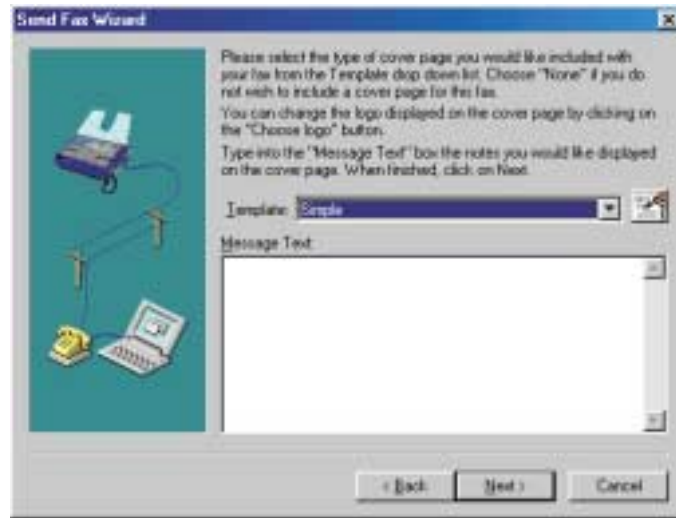 Send Fax Wizard
Please select the type of cover page you would like included with
your fax from the Template drop down list. Choose "None" if you do
not wish to include a cover page for this fax.
You can change the logo displayed on the cover page by clicking on
the "Choose logo" button.
Type into the "Message Text" box the notes you would like displayed
on the cover page. When finished, click on Next.
Template: Simple
Message Text:
< Back Next > Cancel